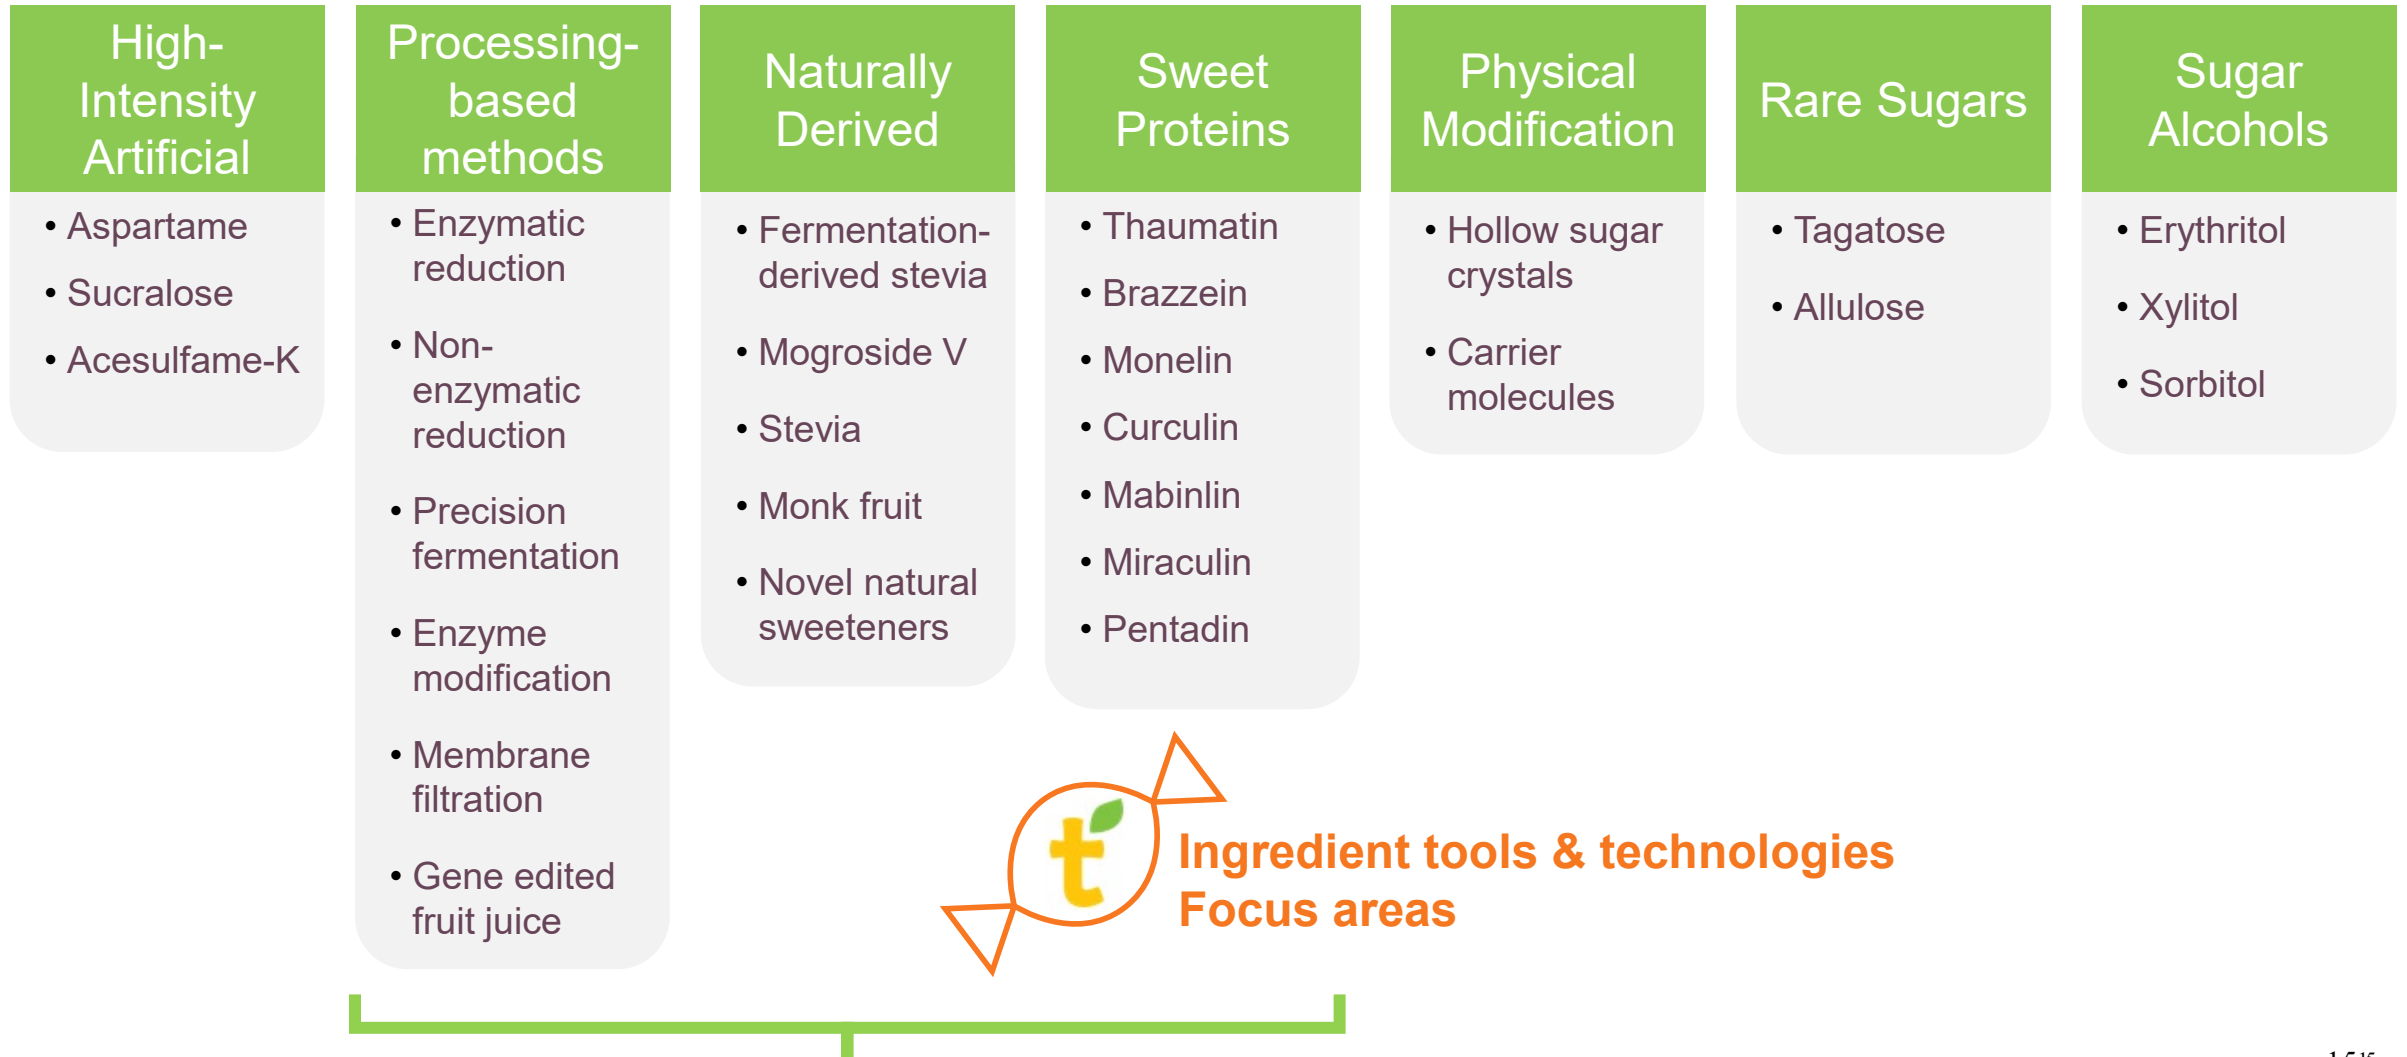 High-
Intensity
Artificial
• Aspartame
• Sucralose
• Acesulfame-K
Processing-
based
methods
• Enzymatic
reduction
• Non-
enzymatic
reduction
• Precision
fermentation
• Enzyme
modification
• Membrane
filtration
• Gene edited
fruit juice
Naturally
Derived
• Fermentation-
derived stevia
• Mogroside V
• Stevia
• Monk fruit
• Novel natural
sweeteners
Sweet
Proteins
• Thaumatin
• Brazzein
• Monelin
• Curculin
• Mabinlin
• Miraculin
• Pentadin
Physical
Modification
• Hollow sugar
crystals
• Carrier
molecules
Rare Sugars
• Tagatose
• Allulose
Sugar
Alcohols
• Erythritol
• Xylitol
• Sorbitol
t
Ingredient tools & technologies
Focus areas